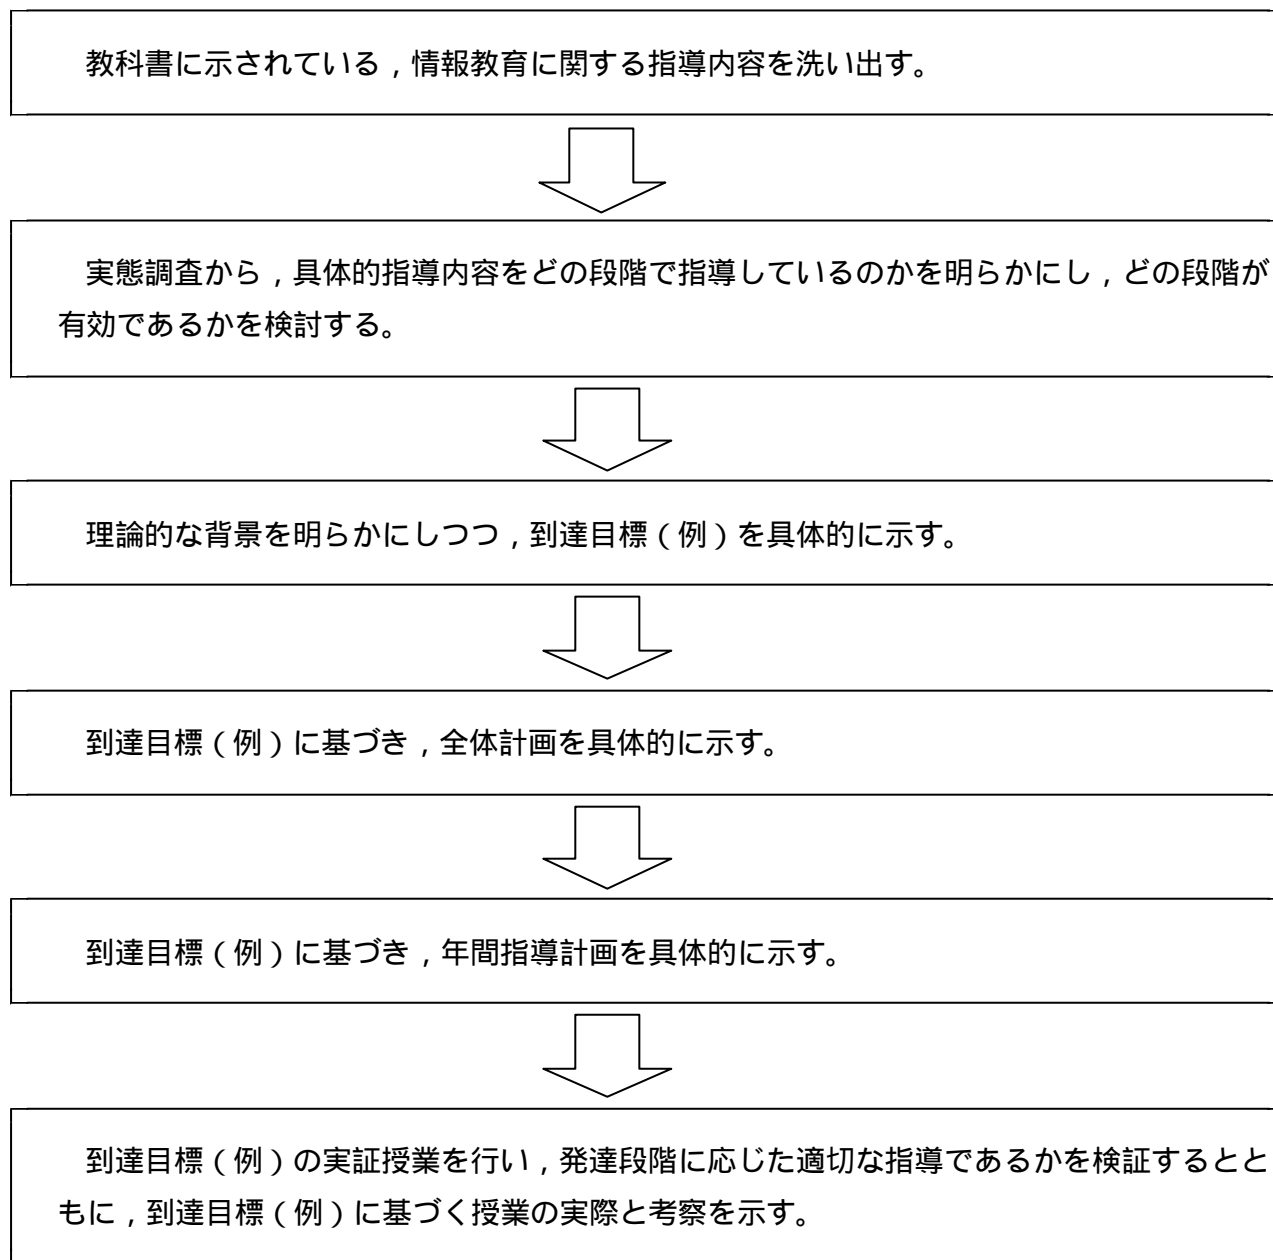 教科書に示されている，情報教育に関する指導内容を洗い出す。
実態調査から，具体的指導内容をどの段階で指導しているのかを明らかにし，どの段階が
有効であるかを検討する。
理論的な背景を明らかにしつつ，到達目標（例）を具体的に示す。
到達目標（例）に基づき，全体計画を具体的に示す。
到達目標（例）に基づき，年間指導計画を具体的に示す。
到達目標（例）の実証授業を行い，発達段階に応じた適切な指導であるかを検証するとと
もに，到達目標（例）に基づく授業の実際と考察を示す。